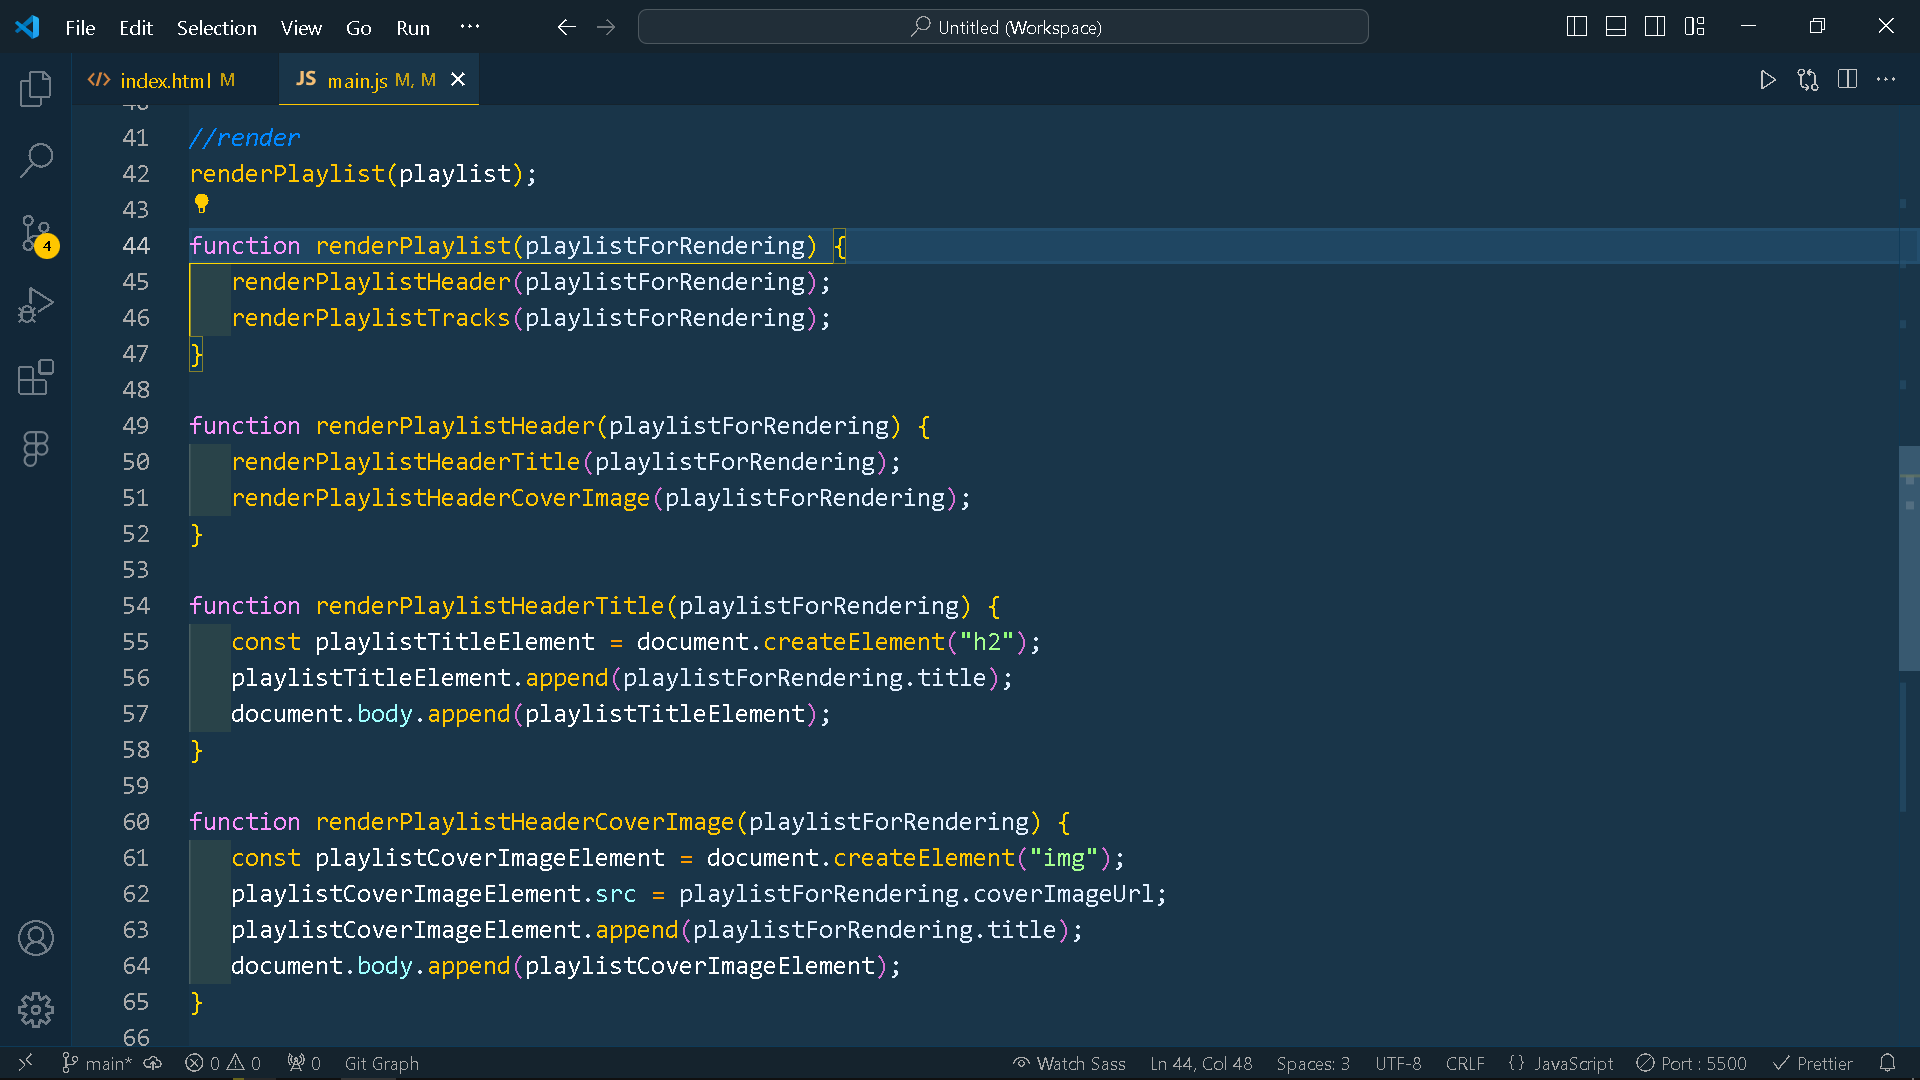 File Edit Selection View Go Run ··· Untitled (Workspace)
index.html M JS main.js M, M
40
41 //render
42 renderPlaylist(playlist);
43
44 function renderPlaylist(playlistForRendering) {
45 renderPlaylistHeader(playlistForRendering);
46 renderPlaylistTracks(playlistForRendering);
47 }
48
49 function renderPlaylistHeader(playlistForRendering) {
50 renderPlaylistHeaderTitle(playlistForRendering);
51 renderPlaylistHeaderCoverImage(playlistForRendering);
52 }
53
54 function renderPlaylistHeaderTitle(playlistForRendering) {
55 const playlistTitleElement = document.createElement("h2");
56 playlistTitleElement.append(playlistForRendering.title);
57 document.body.append(playlistTitleElement);
58 }
59
60 function renderPlaylistHeaderCoverImage(playlistForRendering) {
61 const playlistCoverImageElement = document.createElement("img");
62 playlistCoverImageElement.src = playlistForRendering.coverImageUrl;
63 playlistCoverImageElement.append(playlistForRendering.title);
64 document.body.append(playlistCoverImageElement);
65 }
66
4
main* 0 0 0 Git Graph Watch Sass Ln 44, Col 48 Spaces: 3 UTF-8 CRLF {} JavaScript Port : 5500 Prettier